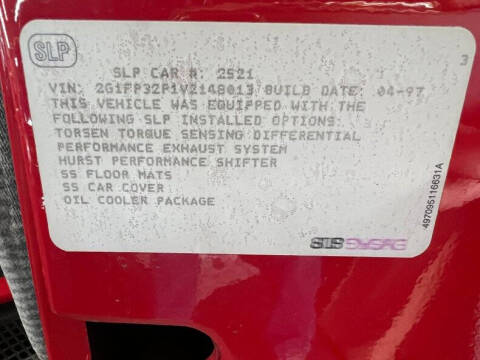 SLP
3
SLP CAR #: 2521
VIN: 2G1FP32P1V2148013 BUILD DATE: 04-97
THIS VEHICLE WAS EQUIPPED WITH THE
FOLLOWING SLP INSTALLED OPTIONS:
TORSEN TORQUE SENSING DIFFERENTIAL
PERFORMANCE EXHAUST SYSTEM
HURST PERFORMANCE SHIFTER
SS FLOOR MATS
SS CAR COVER
OIL COOLER PACKAGE
497095116631A